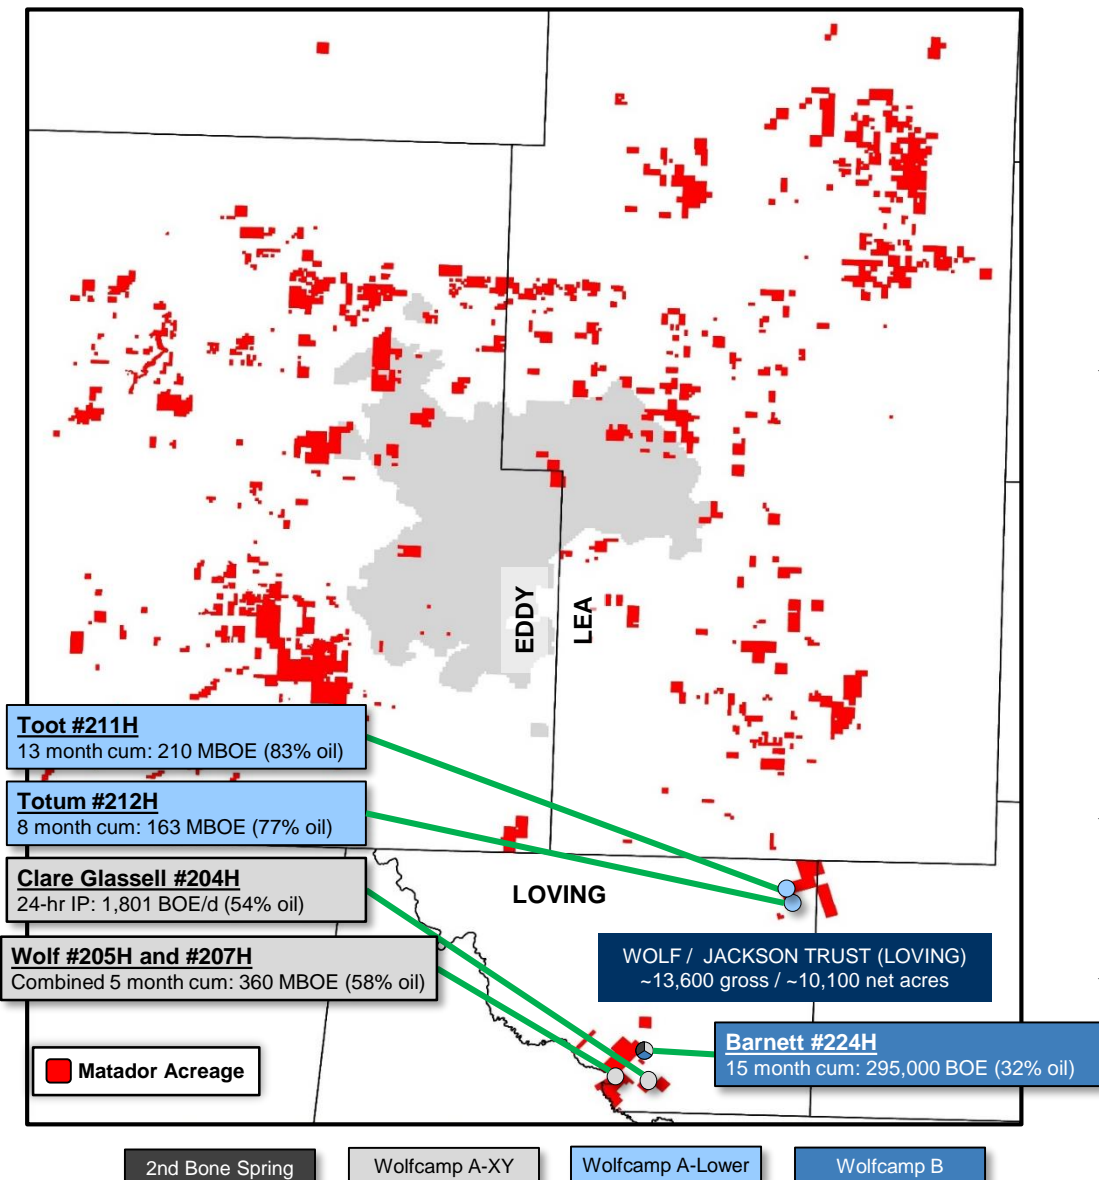 EDDY
LEA
Toot #211H
13 month cum: 210 MBOE (83% oil)
Totum #212H
8 month cum: 163 MBOE (77% oil)
Clare Glassell #204H
24-hr IP: 1,801 BOE/d (54% oil)
LOVING
Wolf #205H and #207H
Combined 5 month cum: 360 MBOE (58% oil)
WOLF / JACKSON TRUST (LOVING)
~13,600 gross / ~10,100 net acres
Barnett #224H
15 month cum: 295,000 BOE (32% oil)
Matador Acreage
2nd Bone Spring
Wolfcamp A-XY
Wolfcamp A-Lower
Wolfcamp B